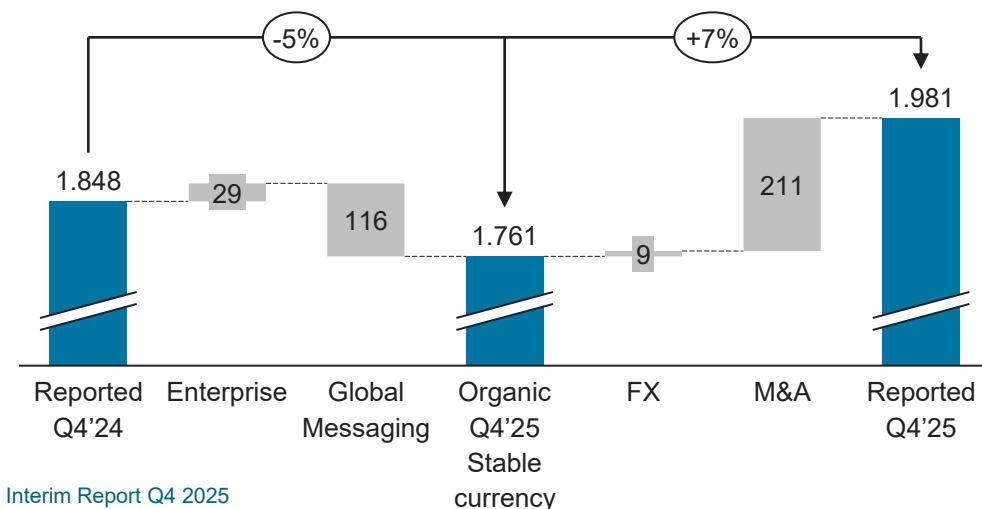 -5%
+7%
1.848
29
116
1.761
9
211
1.981
Reported
Q4’24
Enterprise
Global
Messaging
Organic
Q4’25
Stable
currency
FX
M&A
Reported
Q4’25
Interim Report Q4 2025